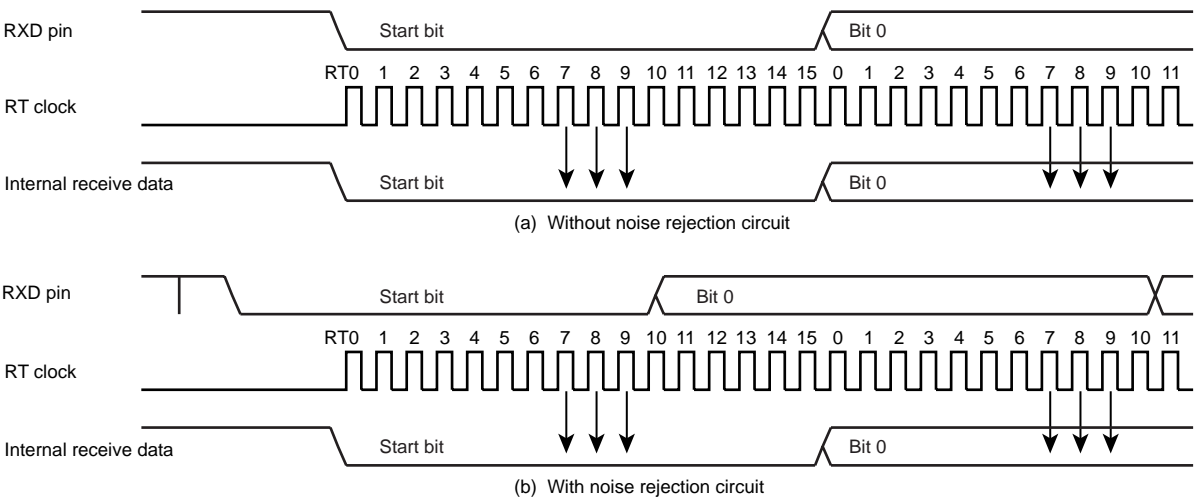 RXD pin
Start bit
Bit 0
RT0 1 2 3 4 5 6 7 8 9 10 11 12 13 14 15 0 1 2 3 4 5 6 7 8 9 10 11
RT clock
Internal receive data
Start bit
Bit 0
(a) Without noise rejection circuit
RXD pin
Start bit
Bit 0
RT0 1 2 3 4 5 6 7 8 9 10 11 12 13 14 15 0 1 2 3 4 5 6 7 8 9 10 11
RT clock
Internal receive data
Start bit
Bit 0
(b) With noise rejection circuit